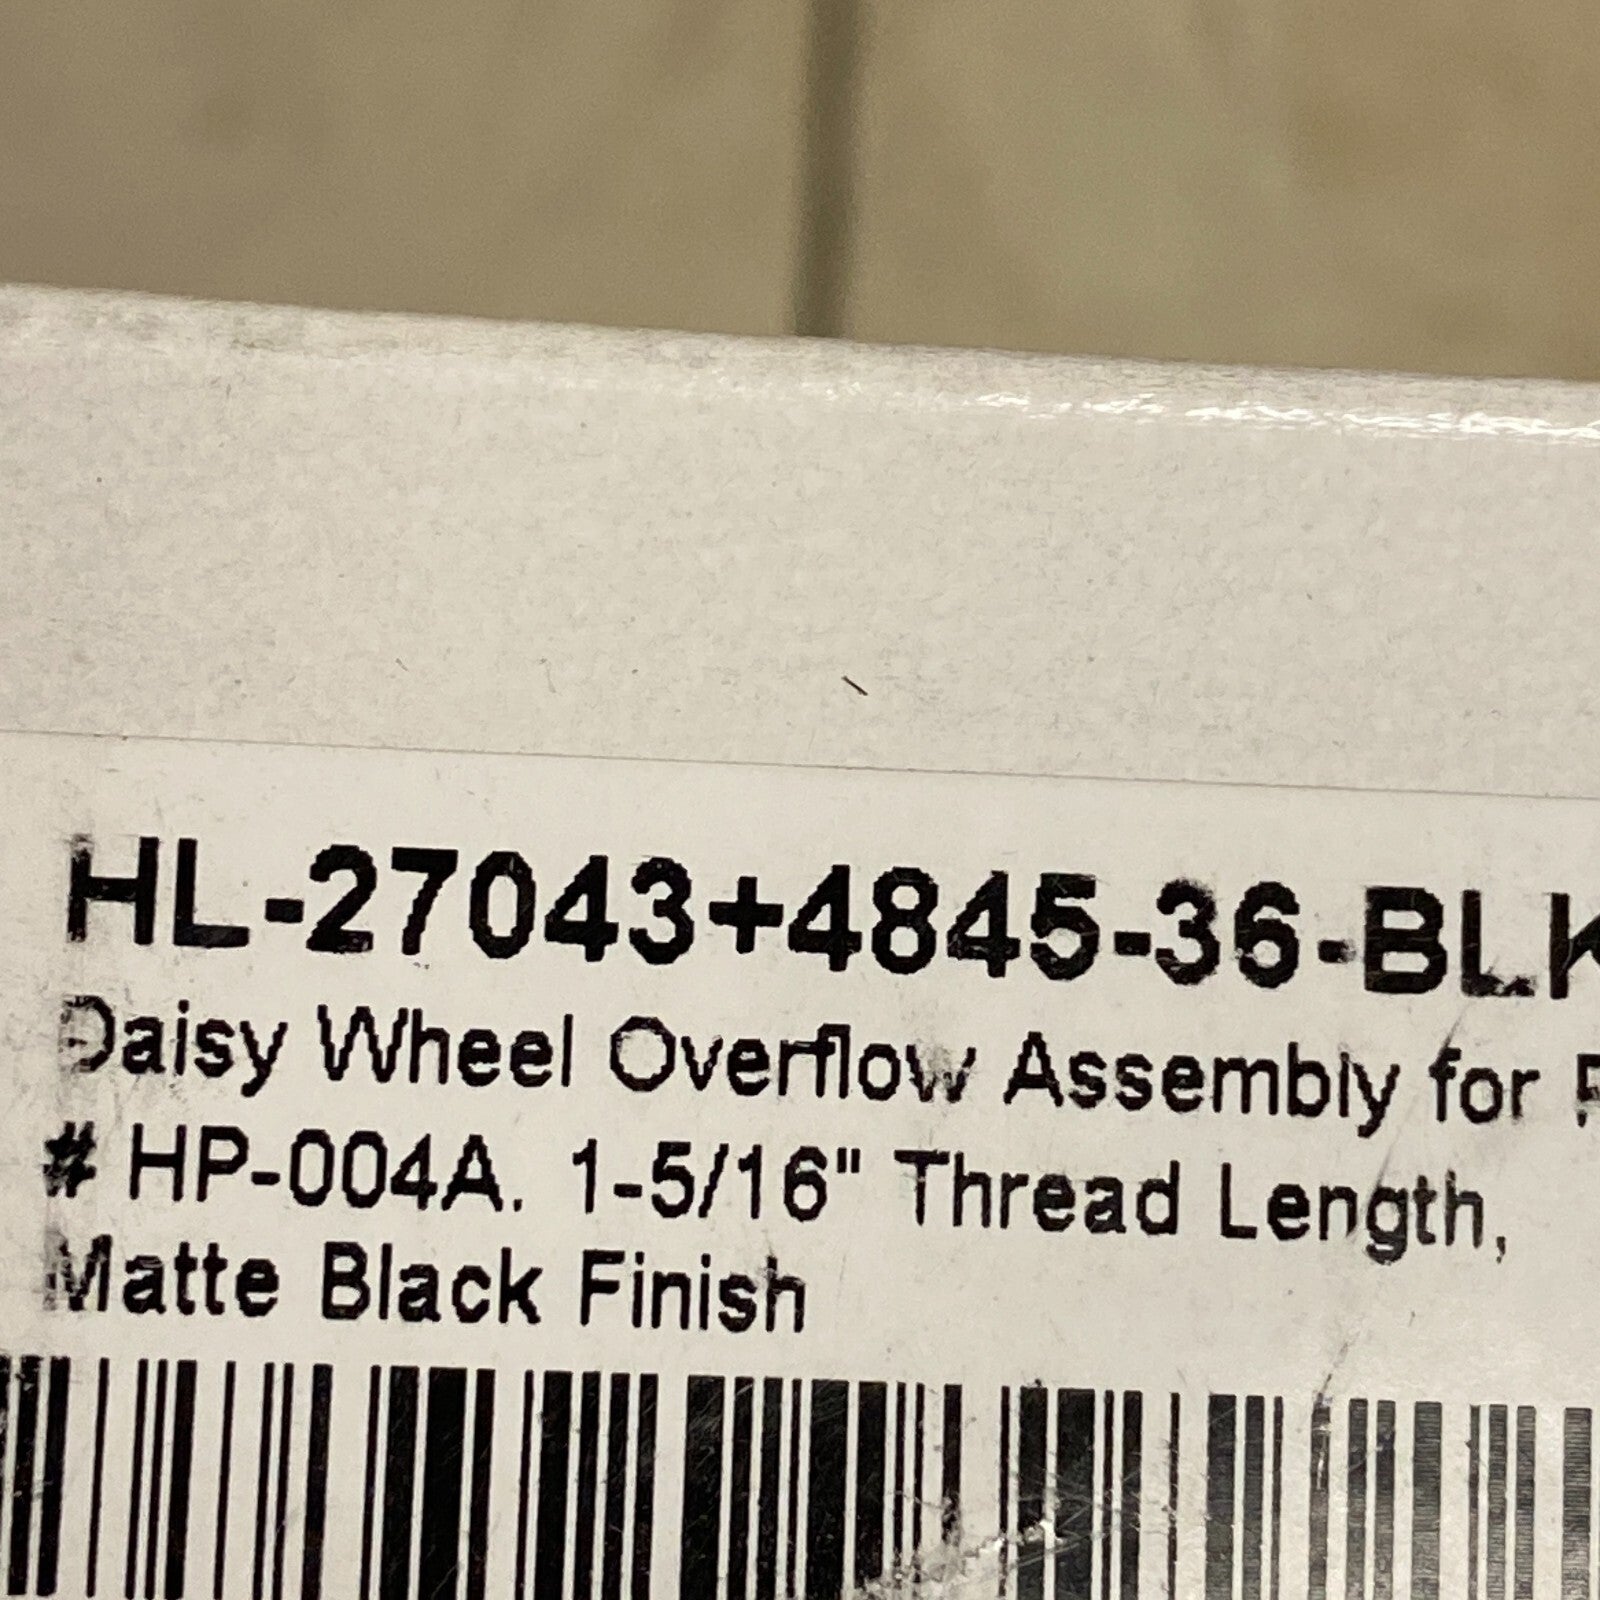 HL-27043+4845-36-BLK
Daisy Wheel Overflow Assembly for
# HP-004A. 1-5/16" Thread Length,
Matte Black Finish